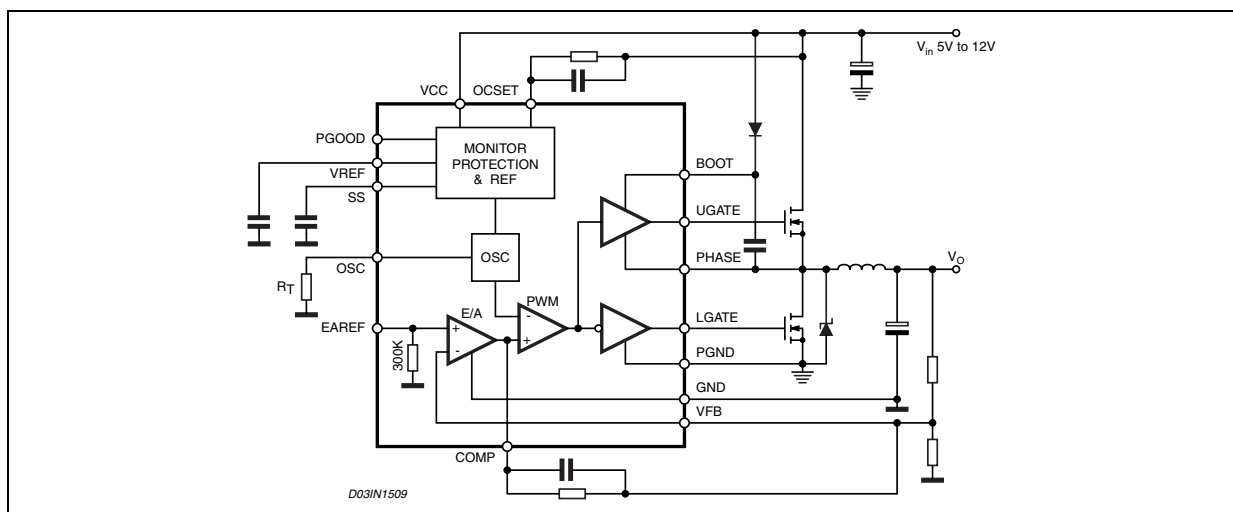 Vin 5V to 12V
VCC OCSET
PGOOD
MONITOR
PROTECTION
& REF
VREF
SS
BOOT
UGATE
OSC
OSC
PHASE
VO
RT
E/A
PWM
EAREF
+
-
-
+
LGATE
300K
PGND
GND
VFB
COMP
D03IN1509